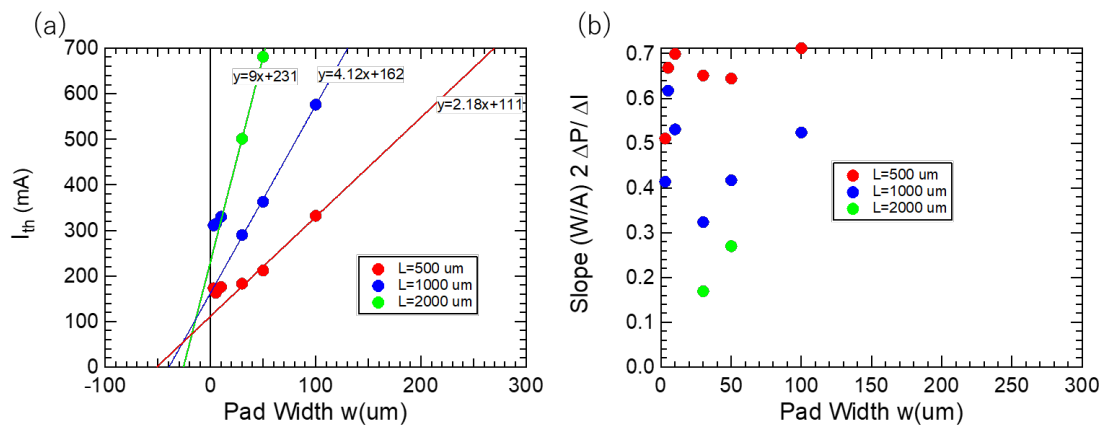 (a)
700
600
500
400
300
200
100
0
I_th (mA)
y=9x+231
y=4.12x+162
y=2.18x+111
L=500 um
L=1000 um
L=2000 um
-100
0
100
200
300
Pad Width w(um)
(b)
0.7
0.6
0.5
0.4
0.3
0.2
0.1
0.0
Slope (W/A) 2 ΔP/ ΔI
L=500 um
L=1000 um
L=2000 um
0
50
100
150
200
250
300
Pad Width w(um)